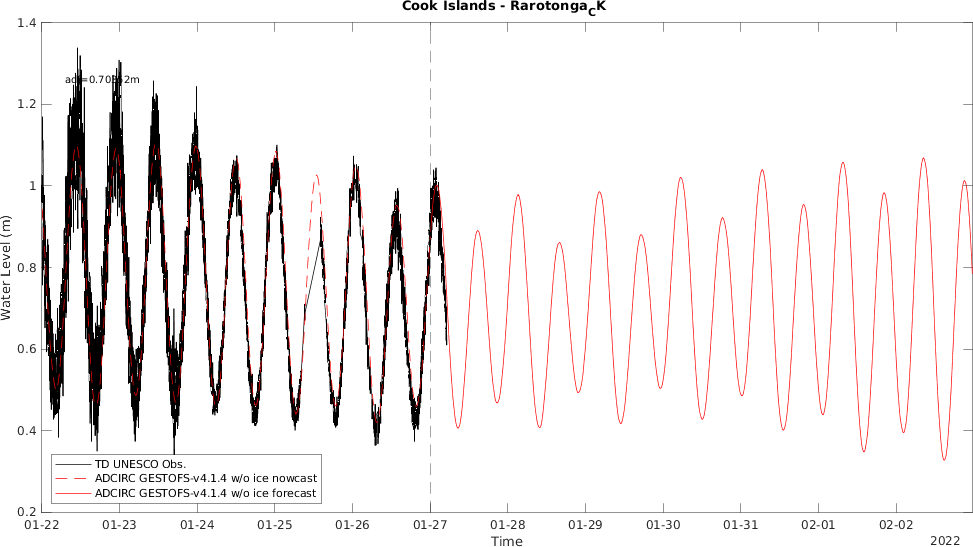 Cook Islands - RarotongaCK
1.4
1.2
1
0.8
0.6
0.4
0.2
Water Level (m)
TD UNESCO Obs.
ADCIRC GESTOFS-v4.1.4 w/o ice nowcast
ADCIRC GESTOFS-v4.1.4 w/o ice forecast
01-22 01-23 01-24 01-25 01-26 01-27 01-28 01-29 01-30 01-31 02-01 02-02
Time
2022